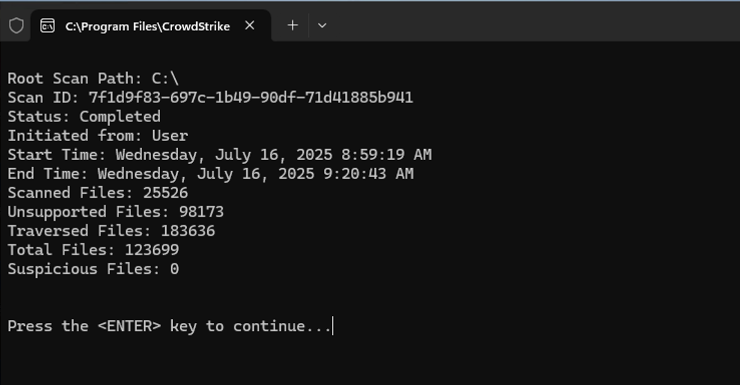 C:\Program Files\CrowdStrike
Root Scan Path: C:\
Scan ID: 7f1d9f83-697c-1b49-90df-71d41885b941
Status: Completed
Initiated from: User
Start Time: Wednesday, July 16, 2025 8:59:19 AM
End Time: Wednesday, July 16, 2025 9:20:43 AM
Scanned Files: 25526
Unsupported Files: 98173
Traversed Files: 183636
Total Files: 123699
Suspicious Files: 0
Press the <ENTER> key to continue...